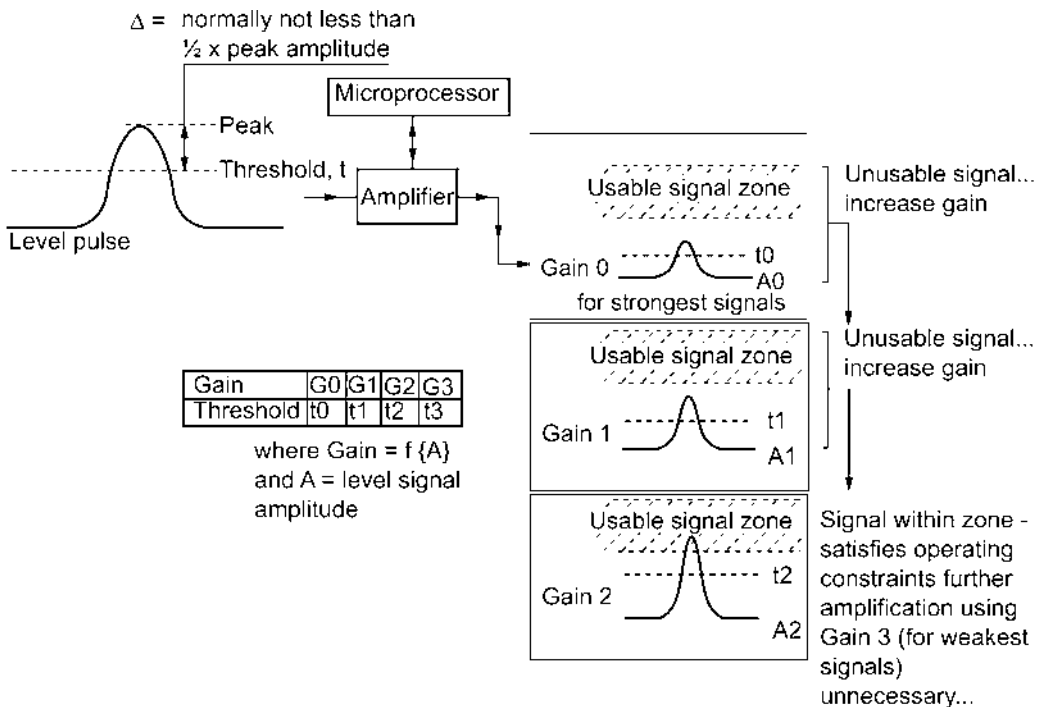 Δ = normally not less than
½ x peak amplitude
Microprocessor
Peak
Threshold, t
Amplifier
Level pulse
Usable signal zone
Gain 0
t0
A0
for strongest signals
Unusable signal...
increase gain
Usable signal zone
Gain 1
t1
A1
Unusable signal...
increase gain
Gain G0 G1 G2 G3
Threshold t0 t1 t2 t3
where Gain = f {A}
and A = level signal
amplitude
Usable signal zone
Gain 2
t2
A2
Signal within zone -
satisfies operating
constraints further
amplification using
Gain 3 (for weakest
signals)
unnecessary...